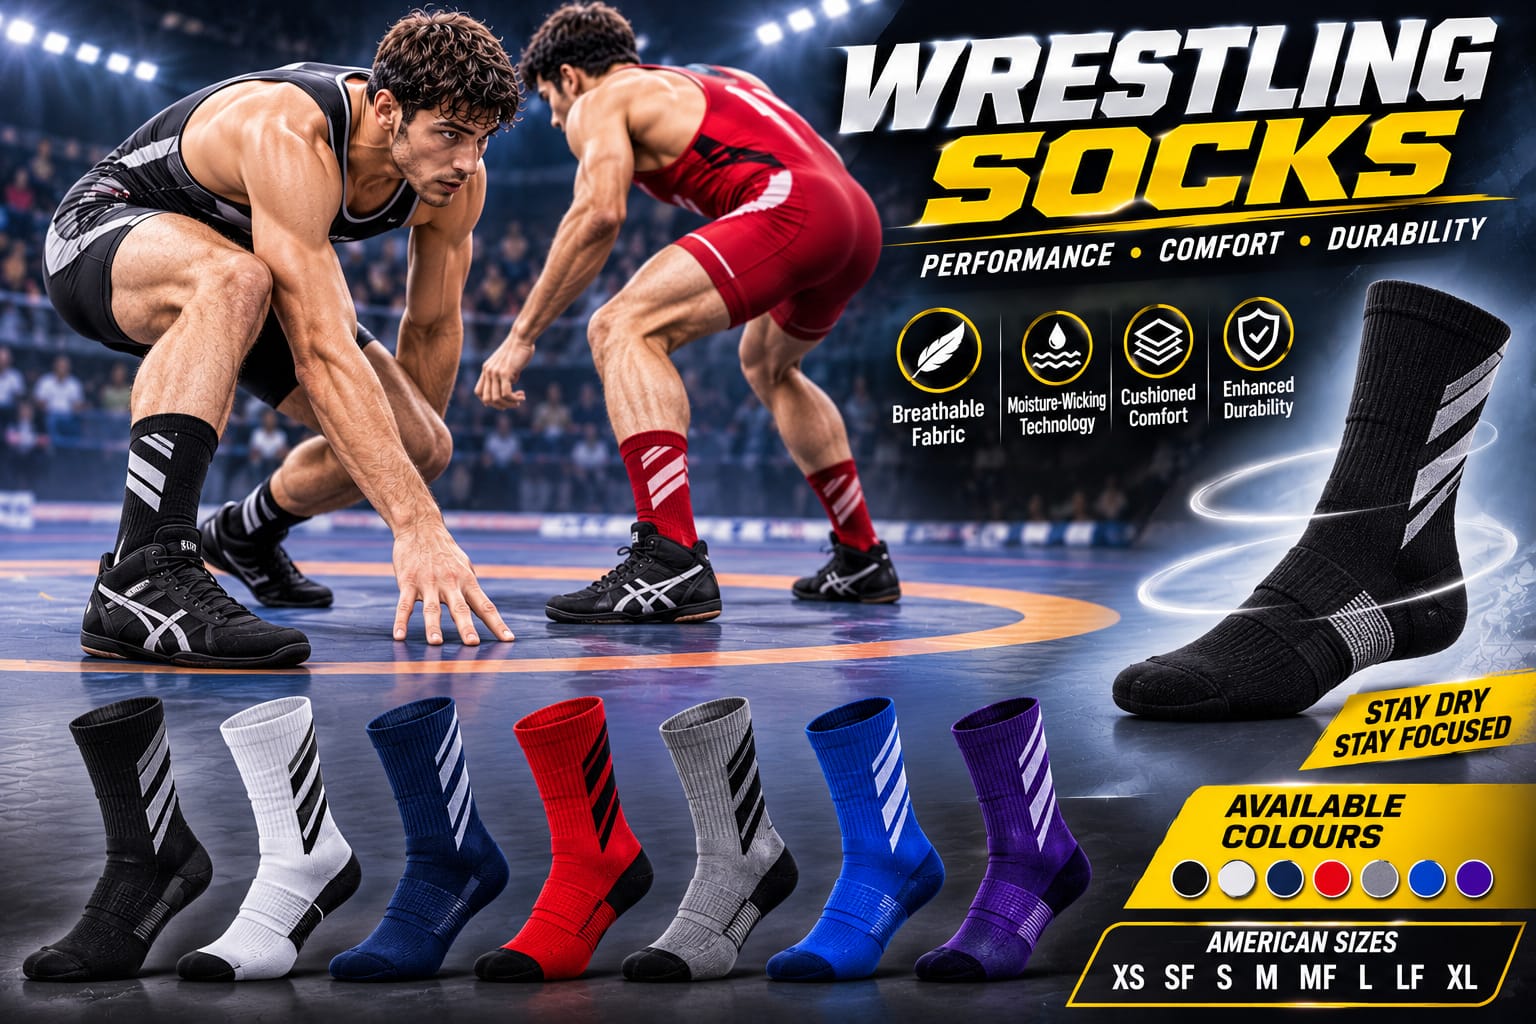 WRESTLING
SOCKS
PERFORMANCE • COMFORT • DURABILITY
Breathable
Fabric
Moisture-Wicking
Technology
Cushioned
Comfort
Enhanced
Durability
STAY DRY
STAY FOCUSED
AVAILABLE
COLOURS
AMERICAN SIZES
XS SF S M MF L LF XL